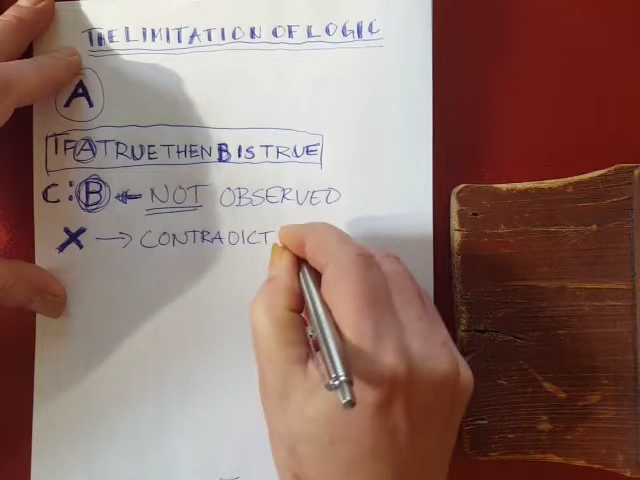 THE LIMITATION OF LOGIC
A
IF A TRUE THEN B IS TRUE
C: B ← NOT OBSERVED
X → CONTRADICT